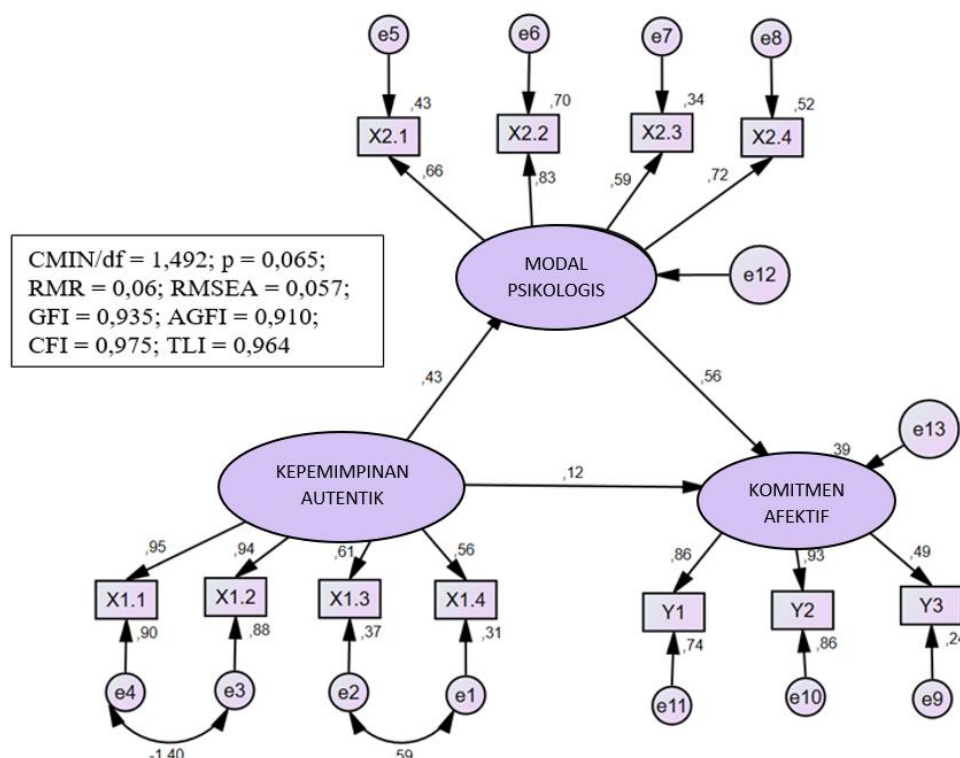 e5
e6
e7
e8
,43
,70
,34
,52
X2.1
X2.2
X2.3
X2.4
,66
,83
,59
,72
CMIN/df = 1,492; p = 0,065;
RMR = 0,06; RMSEA = 0,057;
GFI = 0,935; AGFI = 0,910;
CFI = 0,975; TLI = 0,964
MODAL
PSIKOLOGIS
e12
,43
,56
e13
,39
KEPEMIMPINAN
AUTENTIK
,12
KOMITMEN
AFEKTIF
,95
,94
,61
,56
,86
,93
,49
X1.1
X1.2
X1.3
X1.4
Y1
Y2
Y3
,90
,88
,37
,31
,74
,86
,24
e4
e3
e2
e1
e11
e10
e9
-1,40
,59